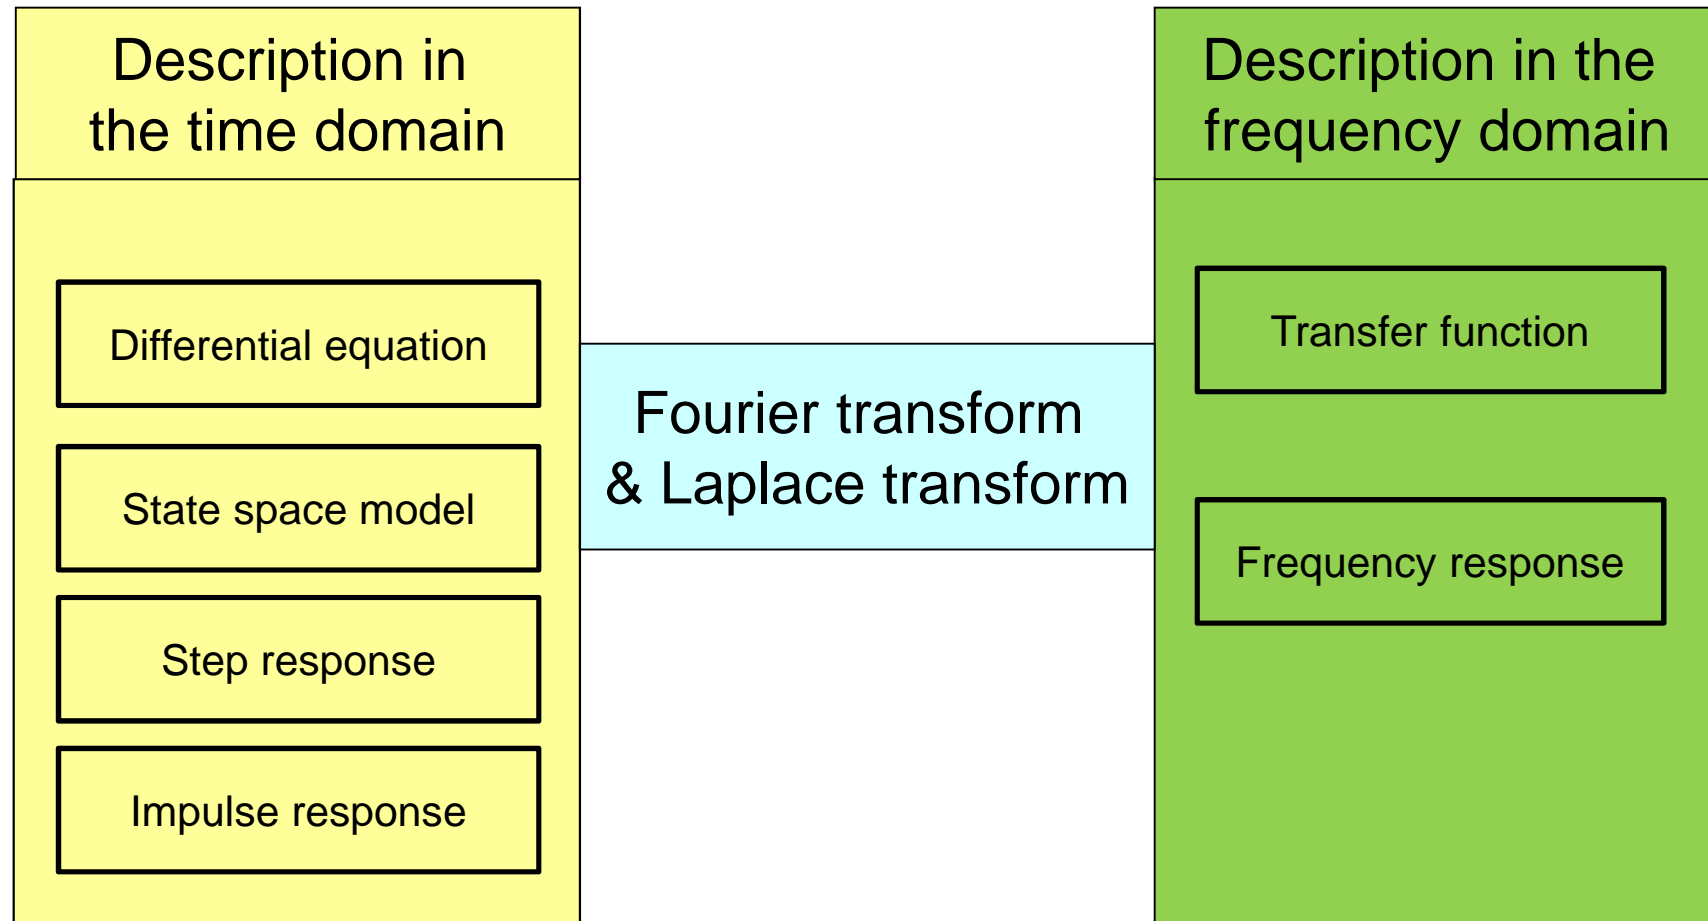 Description in
the time domain
Differential equation
State space model
Step response
Impulse response
Fourier transform
& Laplace transform
Description in the
frequency domain
Transfer function
Frequency response